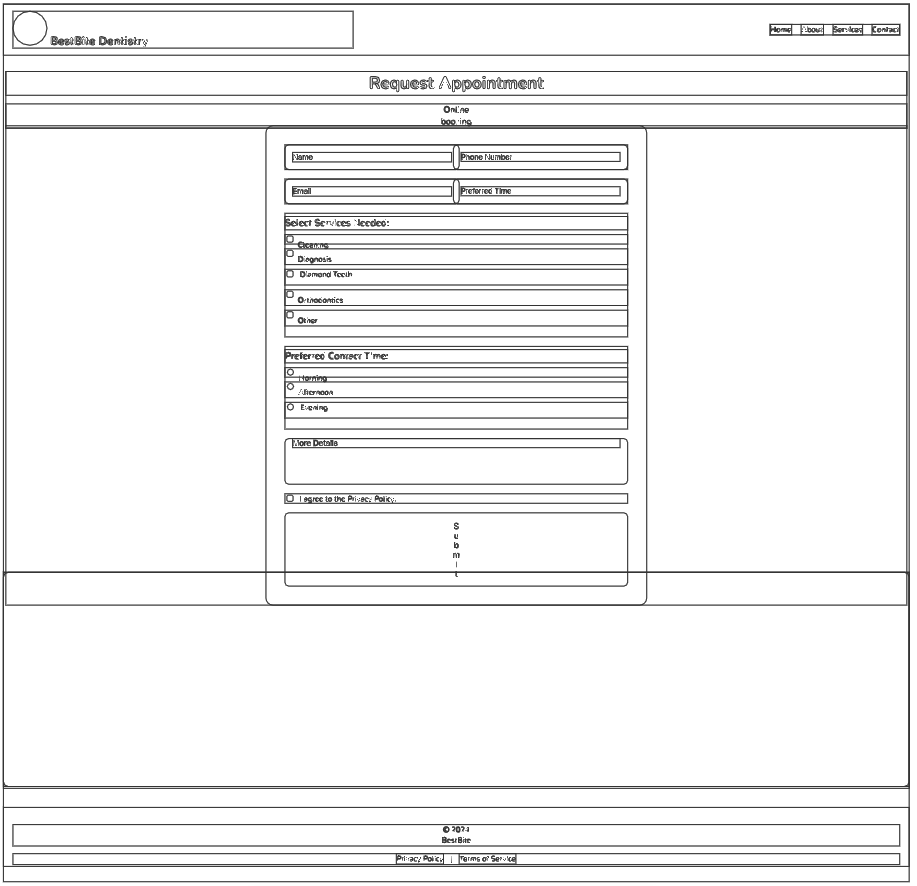 BestBite Dentistry
Home About Services Contact
Request Appointment
Online
booking
Name Phone Number
Email Preferred Time
Select Services Needed:
Cleaning
Diagnosis
Diamond Teeth
Orthodontics
Other
Preferred Contact Time:
Morning
Afternoon
Evening
More Details
I agree to the Privacy Policy.
S
u
b
m
i
t
© 2024
BestBite
Privacy Policy | Terms of Service